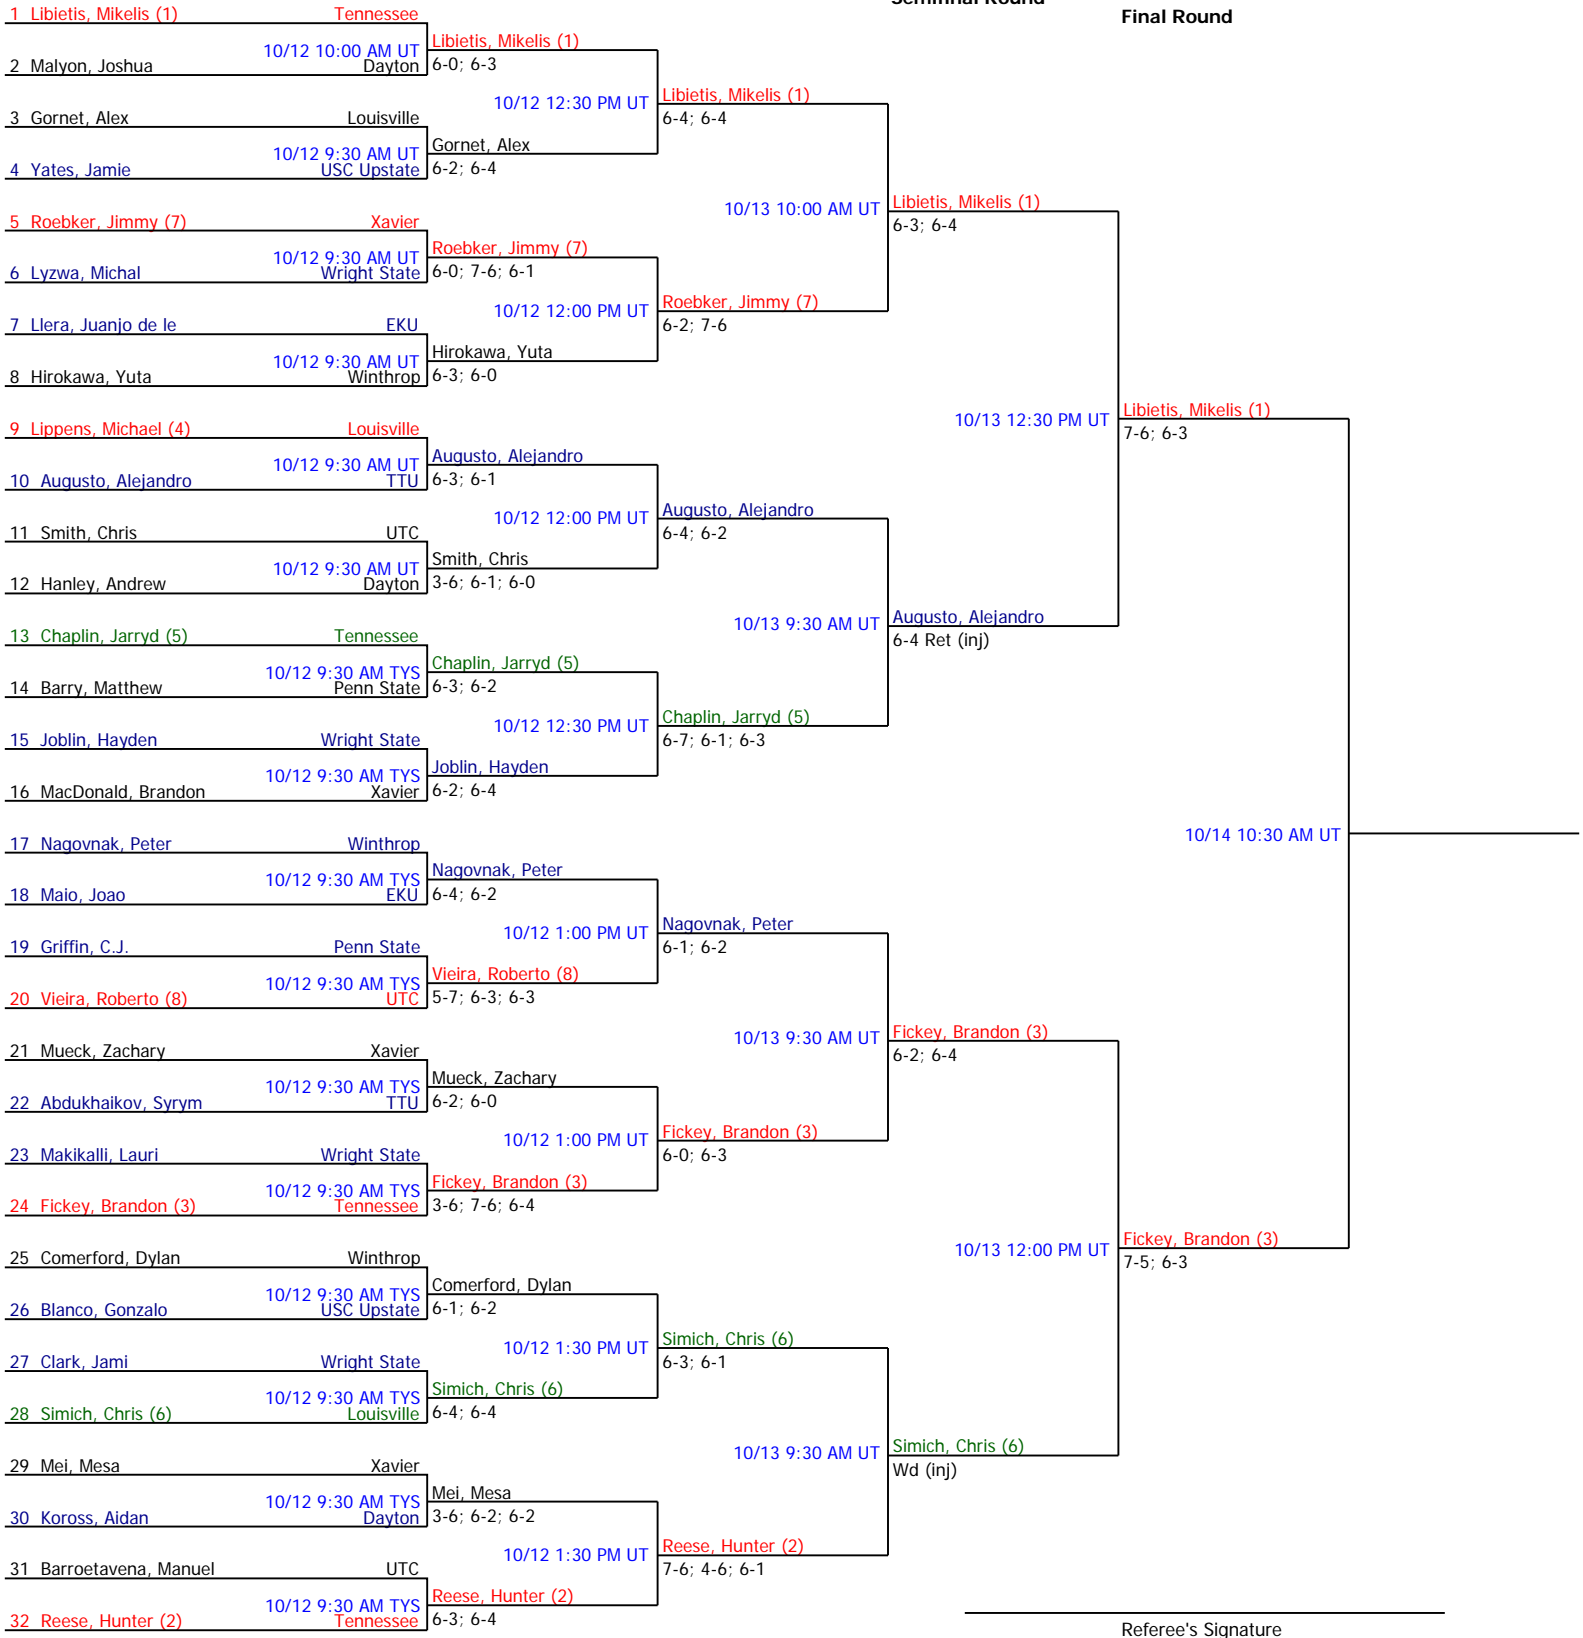 Final Round
1 Libietis, Mikelis (1) Tennessee
10/12 10:00 AM UT
2 Malyon, Joshua Dayton
3 Gornet, Alex Louisville
10/12 9:30 AM UT
4 Yates, Jamie USC Upstate
5 Roebker, Jimmy (7) Xavier
10/12 9:30 AM UT
6 Lyzwa, Michal Wright State
7 Llera, Juanjo de le EKU
10/12 9:30 AM UT
8 Hirokawa, Yuta Winthrop
9 Lippens, Michael (4) Louisville
10/12 9:30 AM UT
10 Augusto, Alejandro TTU
11 Smith, Chris UTC
10/12 9:30 AM UT
12 Hanley, Andrew Dayton
13 Chaplin, Jarryd (5) Tennessee
10/12 9:30 AM TYS
14 Barry, Matthew Penn State
15 Joblin, Hayden Wright State
10/12 9:30 AM TYS
16 MacDonald, Brandon Xavier
17 Nagovnak, Peter Winthrop
10/12 9:30 AM TYS
18 Maio, Joao EKU
19 Griffin, C.J. Penn State
10/12 9:30 AM TYS
20 Vieira, Roberto (8) UTC
21 Mueck, Zachary Xavier
10/12 9:30 AM TYS
22 Abdukhaikov, Syrym TTU
23 Makikalli, Lauri Wright State
10/12 9:30 AM TYS
24 Fickey, Brandon (3) Tennessee
25 Comerford, Dylan Winthrop
10/12 9:30 AM TYS
26 Blanco, Gonzalo USC Upstate
27 Clark, Jami Wright State
10/12 9:30 AM TYS
28 Simich, Chris (6) Louisville
29 Mei, Mesa Xavier
10/12 9:30 AM TYS
30 Koross, Aidan Dayton
31 Barroetavena, Manuel UTC
10/12 9:30 AM TYS
32 Reese, Hunter (2) Tennessee
Libietis, Mikelis (1)
6-0; 6-3
10/12 12:30 PM UT
Gornet, Alex
6-2; 6-4
Roebker, Jimmy (7)
6-0; 7-6; 6-1
10/12 12:00 PM UT
Hirokawa, Yuta
6-3; 6-0
Augusto, Alejandro
6-3; 6-1
10/12 12:00 PM UT
Smith, Chris
3-6; 6-1; 6-0
Chaplin, Jarryd (5)
6-3; 6-2
10/12 12:30 PM UT
Joblin, Hayden
6-2; 6-4
Nagovnak, Peter
6-4; 6-2
10/12 1:00 PM UT
Vieira, Roberto (8)
5-7; 6-3; 6-3
Mueck, Zachary
6-2; 6-0
10/12 1:00 PM UT
Fickey, Brandon (3)
3-6; 7-6; 6-4
Comerford, Dylan
6-1; 6-2
10/12 1:30 PM UT
Simich, Chris (6)
6-4; 6-4
Mei, Mesa
3-6; 6-2; 6-2
10/12 1:30 PM UT
Reese, Hunter (2)
6-3; 6-4
Libietis, Mikelis (1)
6-4; 6-4
10/13 10:00 AM UT
Roebker, Jimmy (7)
6-2; 7-6
Augusto, Alejandro
6-4; 6-2
10/13 9:30 AM UT
Chaplin, Jarryd (5)
6-7; 6-1; 6-3
Nagovnak, Peter
6-1; 6-2
10/13 9:30 AM UT
Fickey, Brandon (3)
6-0; 6-3
Simich, Chris (6)
6-3; 6-1
10/13 9:30 AM UT
Reese, Hunter (2)
7-6; 4-6; 6-1
Libietis, Mikelis (1)
6-3; 6-4
10/13 12:30 PM UT
Augusto, Alejandro
6-4 Ret (inj)
Fickey, Brandon (3)
6-2; 6-4
10/13 12:00 PM UT
Simich, Chris (6)
Wd (inj)
Libietis, Mikelis (1)
7-6; 6-3
10/14 10:30 AM UT
Fickey, Brandon (3)
7-5; 6-3
Referee's Signature